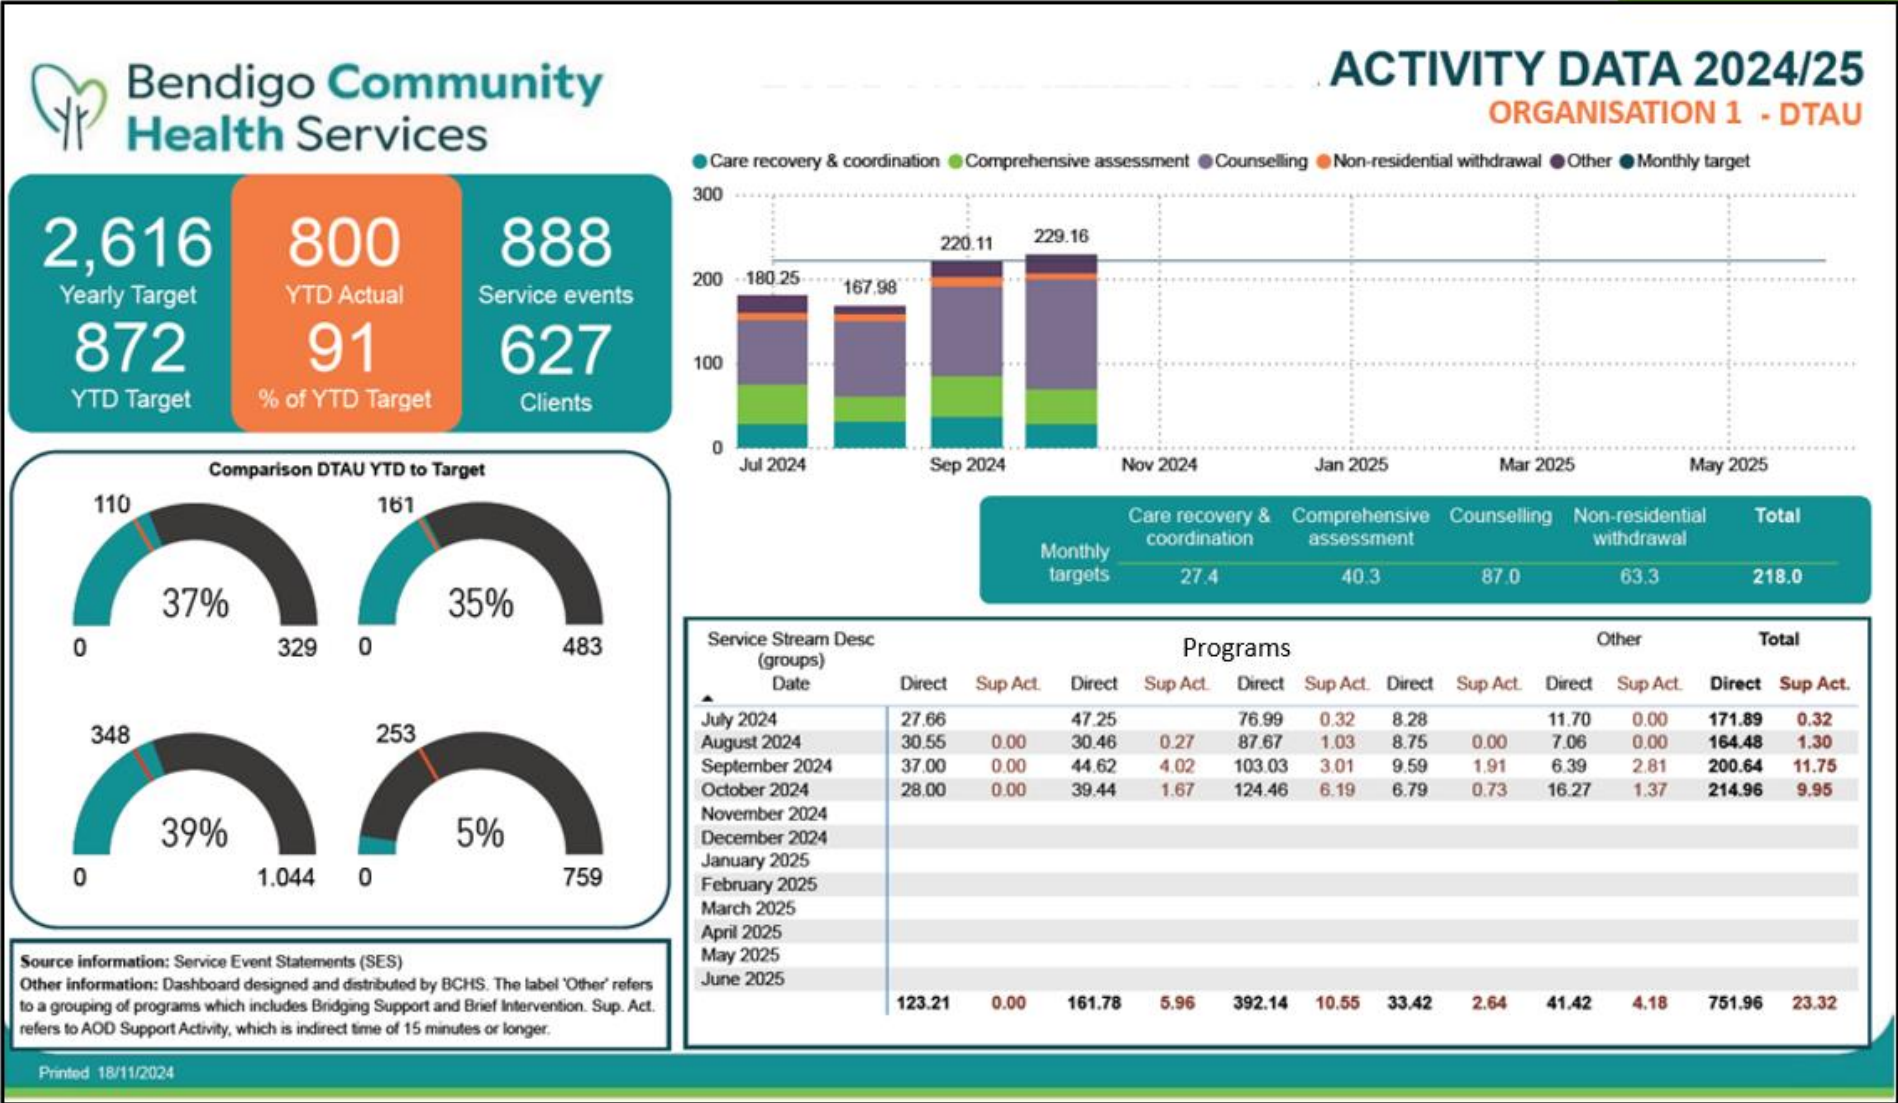 Bendigo Community
Health Services
ACTIVITY DATA 2024/25
ORGANISATION 1 - DTAU
2,616
Yearly Target
872
YTD Target
800
YTD Actual
91
% of YTD Target
888
Service events
627
Clients
Care recovery & coordination Comprehensive assessment Counselling Non-residential withdrawal Other Monthly target
300
200
100
0
180.25
167.98
220.11
229.16
Jul 2024 Sep 2024 Nov 2024 Jan 2025 Mar 2025 May 2025
Comparison DTAU YTD to Target
110
37%
0 329
161
35%
0 483
348
39%
0 1.044
253
5%
0 759
Care recovery & Comprehensive Counselling Non-residential Total
coordination assessment withdrawal
Monthly
targets 27.4 40.3 87.0 63.3 218.0
Service Stream Desc Programs Other Total
(groups)
Date Direct Sup Act. Direct Sup Act. Direct Sup Act. Direct Sup Act. Direct Sup Act. Direct Sup Act.
July 2024 27.66 47.25 76.99 0.32 8.28 11.70 0.00 171.89 0.32
August 2024 30.55 0.00 30.46 0.27 87.67 1.03 8.75 0.00 7.06 0.00 164.48 1.30
September 2024 37.00 0.00 44.62 4.02 103.03 3.01 9.59 1.91 6.39 2.81 200.64 11.75
October 2024 28.00 0.00 39.44 1.67 124.46 6.19 6.79 0.73 16.27 1.37 214.96 9.95
November 2024
December 2024
January 2025
February 2025
March 2025
April 2025
May 2025
June 2025
123.21 0.00 161.78 5.96 392.14 10.55 33.42 2.64 41.42 4.18 751.96 23.32
Source information: Service Event Statements (SES)
Other information: Dashboard designed and distributed by BCHS. The label 'Other' refers
to a grouping of programs which includes Bridging Support and Brief Intervention. Sup. Act.
refers to AOD Support Activity, which is indirect time of 15 minutes or longer.
Printed 18/11/2024